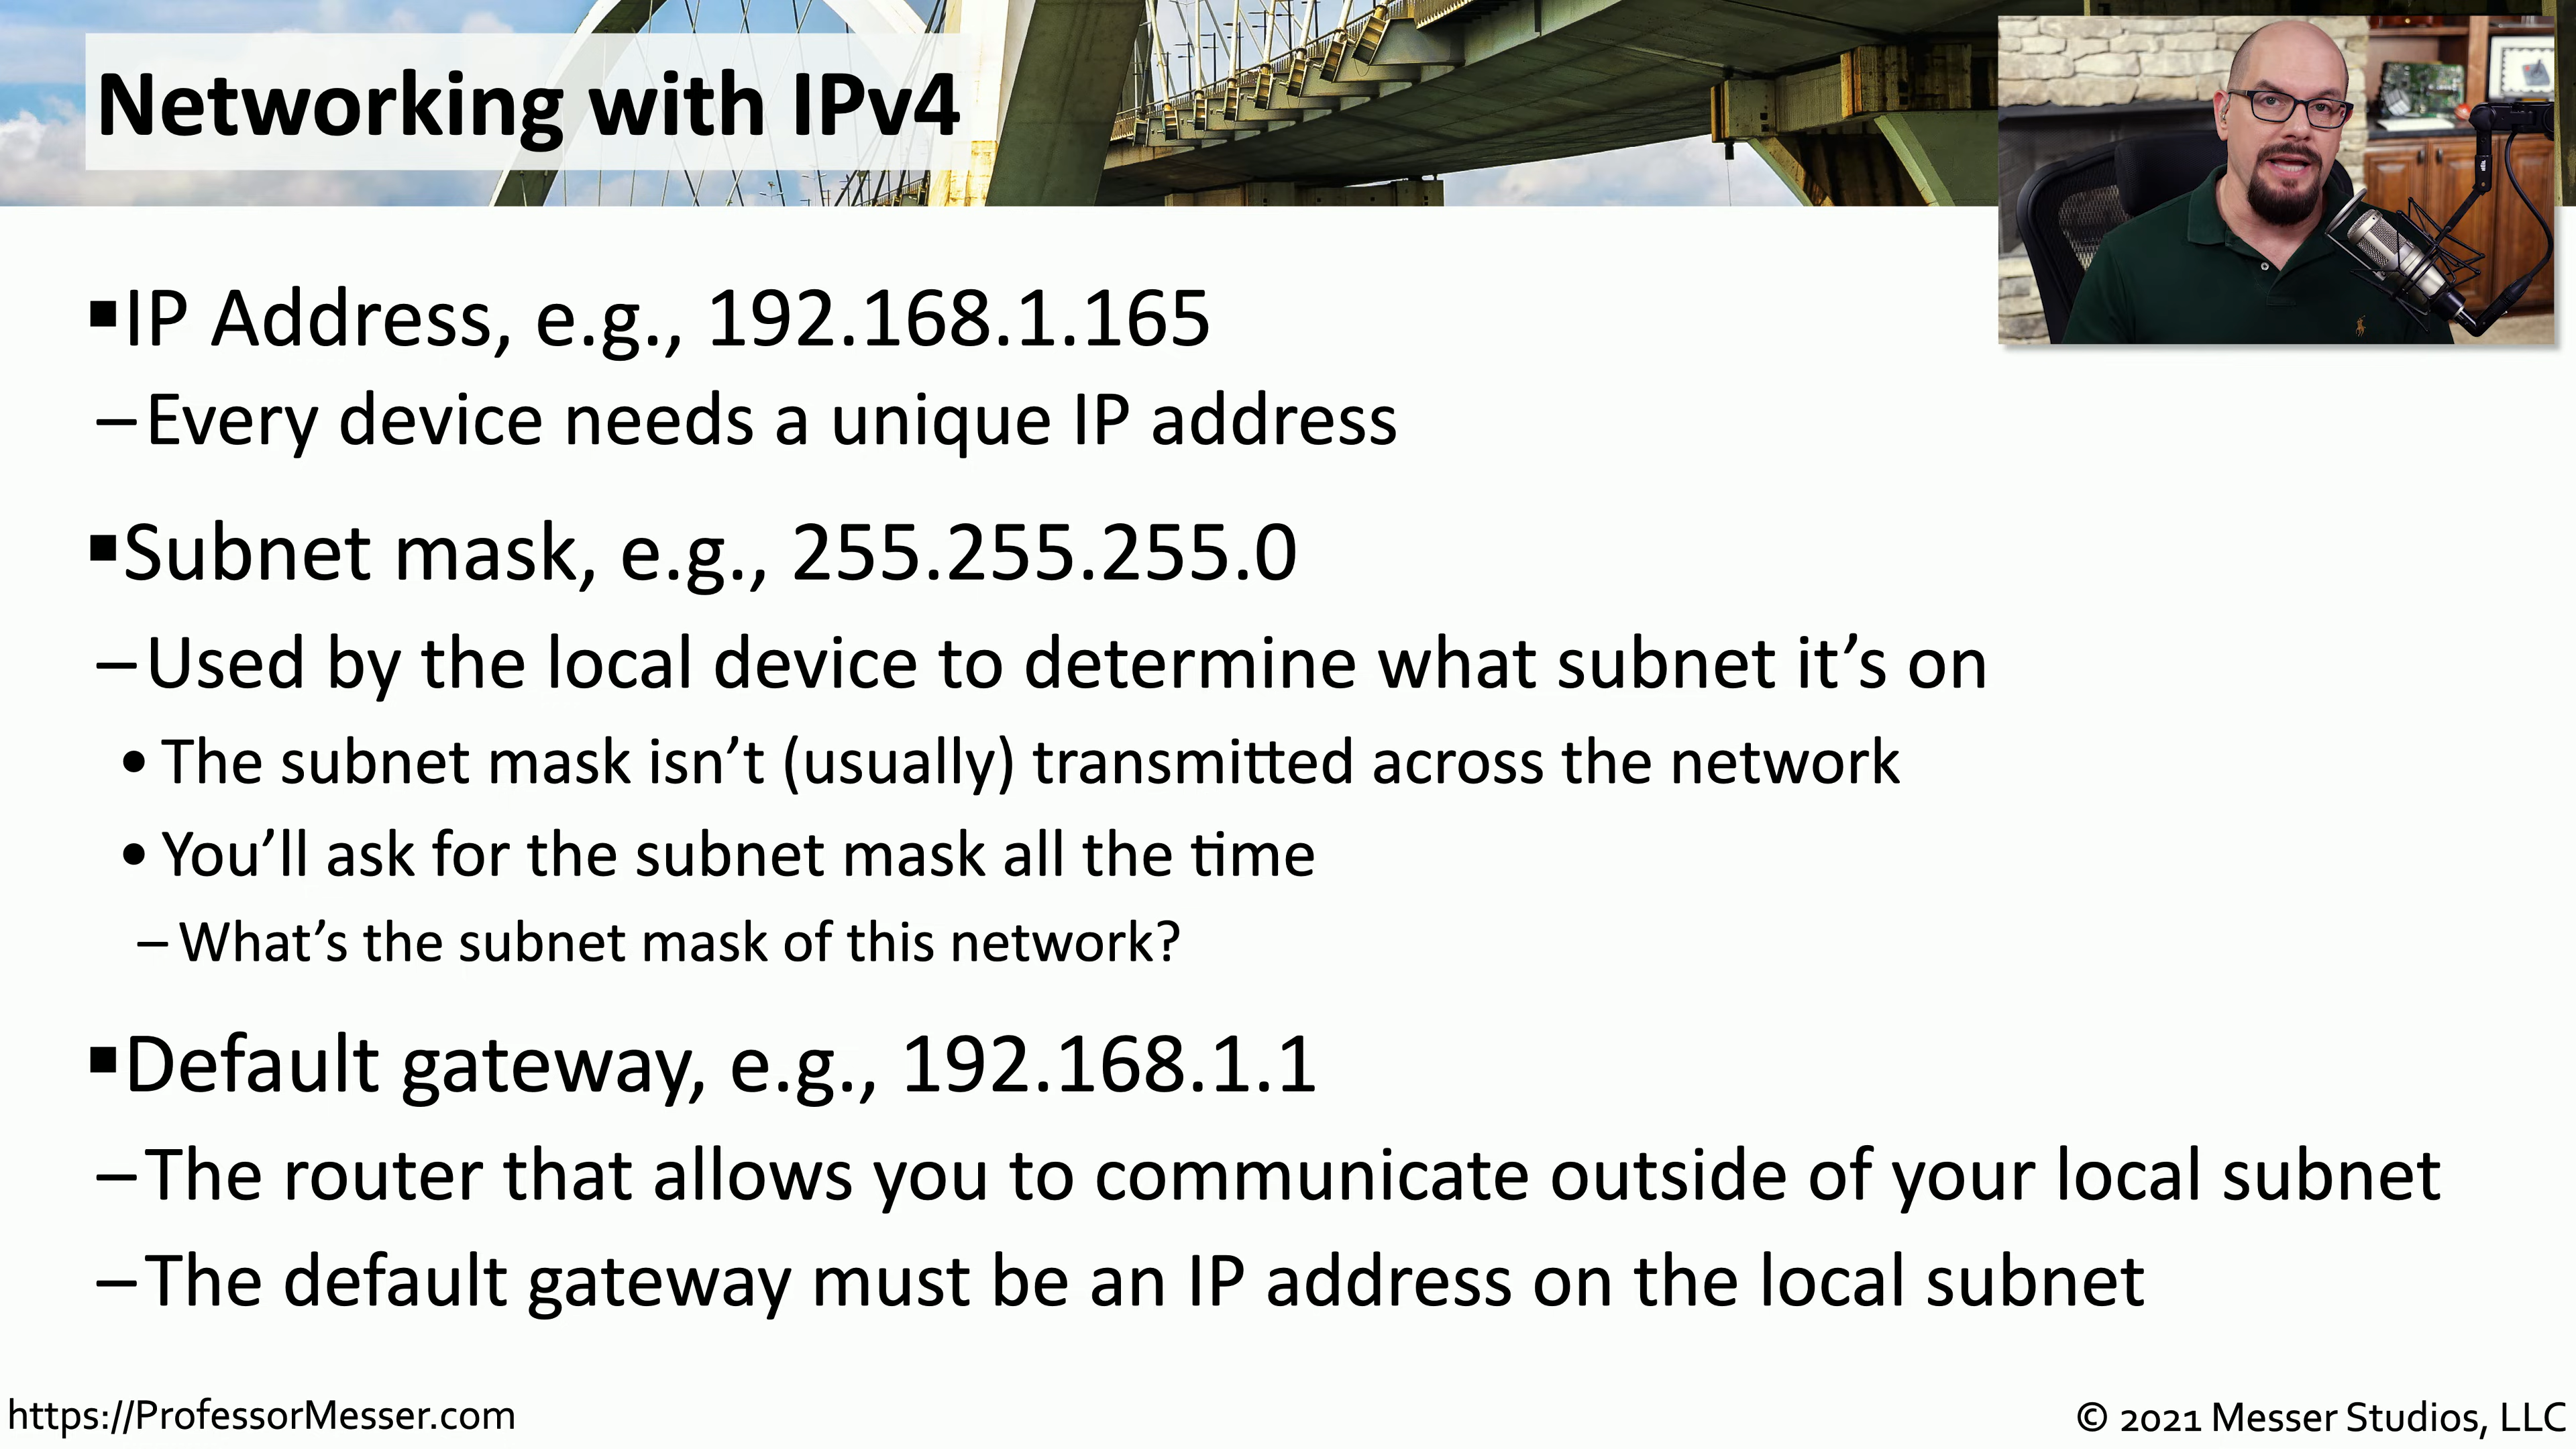 Networking with IPv4
▪IP Address, e.g., 192.168.1.165
–Every device needs a unique IP address
▪Subnet mask, e.g., 255.255.255.0
–Used by the local device to determine what subnet it’s on
• The subnet mask isn’t (usually) transmitted across the network
• You’ll ask for the subnet mask all the time
– What’s the subnet mask of this network?
▪Default gateway, e.g., 192.168.1.1
–The router that allows you to communicate outside of your local subnet
–The default gateway must be an IP address on the local subnet
https://ProfessorMesser.com
© 2021 Messer Studios, LLC